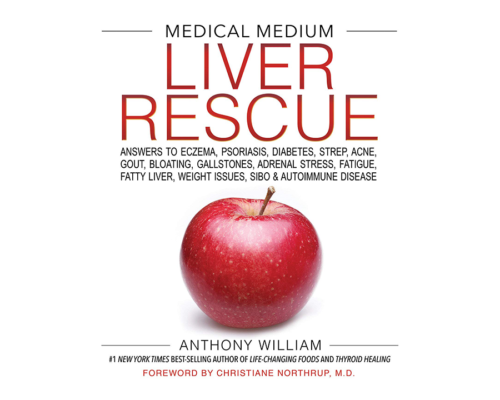 MEDICAL MEDIUM
LIVER
RESCUE
ANSWERS TO ECZEMA, PSORIASIS, DIABETES, STREP, ACNE,
GOUT, BLOATING, GALLSTONES, ADRENAL STRESS, FATIGUE,
FATTY LIVER, WEIGHT ISSUES, SIBO & AUTOIMMUNE DISEASE
ANTHONY WILLIAM
#1 NEW YORK TIMES BEST-SELLING AUTHOR OF LIFE-CHANGING FOODS AND THYROID HEALING
FOREWORD BY CHRISTIANE NORTHRUP, M.D.